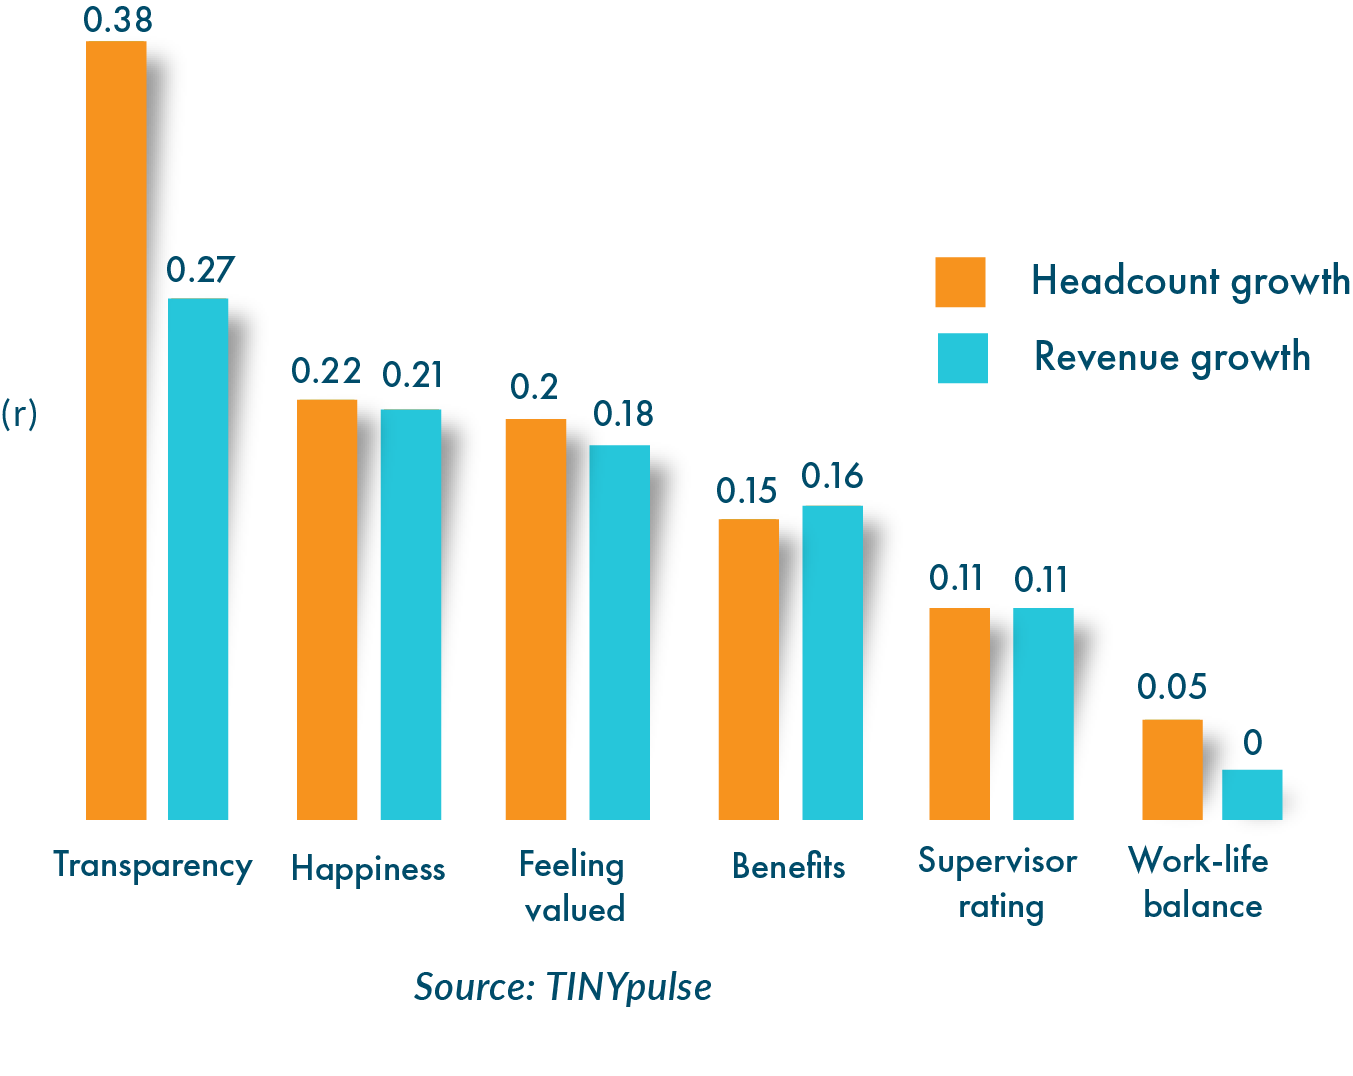 0.38
0.27
0.22
0.21
0.2
0.18
0.15
0.16
0.11
0.11
0.05
0
(r)
Headcount growth
Revenue growth
Transparency
Happiness
Feeling
valued
Benefits
Supervisor
rating
Work-life
balance
Source: TINYpulse